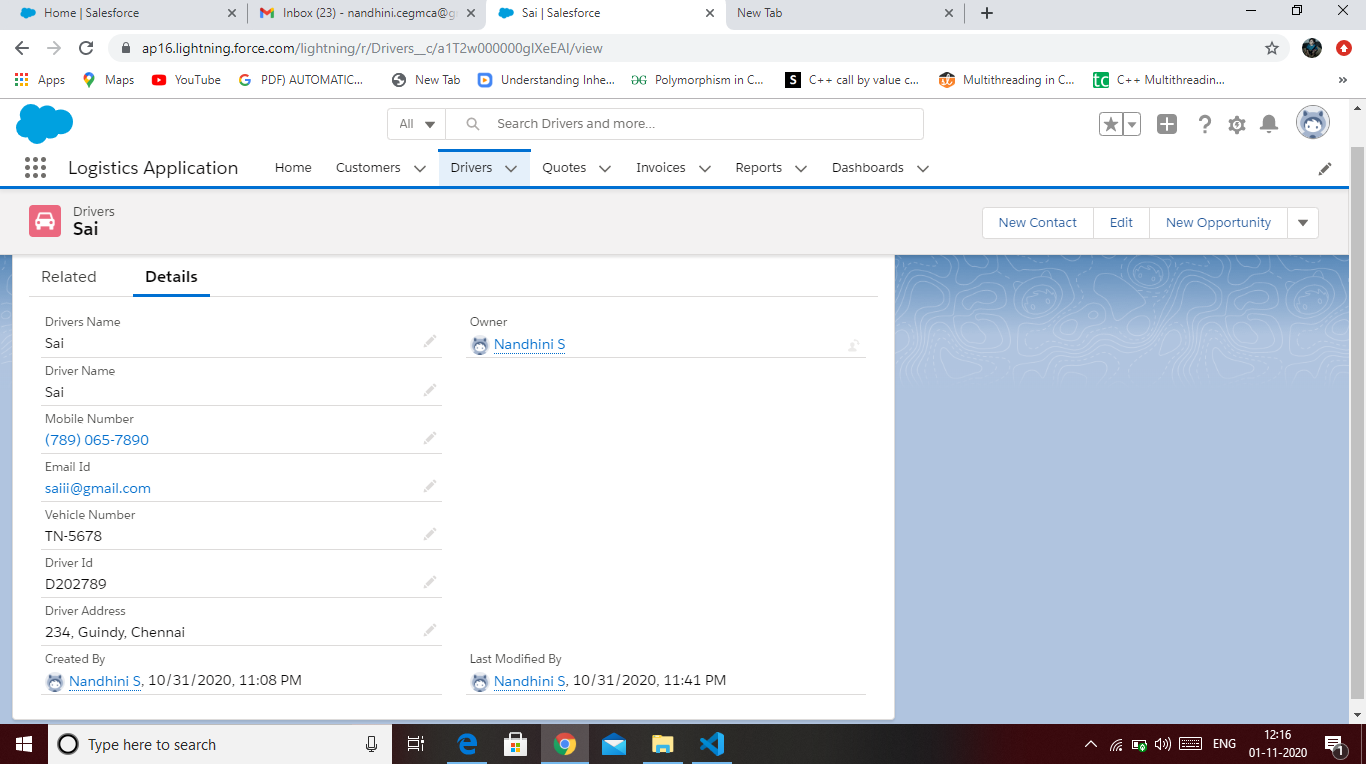 Home | Salesforce
Inbox (23) - nandhini.cegmca@g
Sai | Salesforce
New Tab
ap16.lightning.force.com/lightning/r/Drivers__c/a1T2w000000glXeEAI/view
Apps
Maps
YouTube
PDF) AUTOMATIC...
New Tab
Understanding Inhe...
Polymorphism in C...
C++ call by value c...
Multithreading in C...
C++ Multithreadin...
»
All
Search Drivers and more...
Logistics Application
Home
Customers
Drivers
Quotes
Invoices
Reports
Dashboards
Drivers
Sai
New Contact
Edit
New Opportunity
Related
Details
Drivers Name
Sai
Owner
Nandhini S
Driver Name
Sai
Mobile Number
(789) 065-7890
Email Id
saiii@gmail.com
Vehicle Number
TN-5678
Driver Id
D202789
Driver Address
234, Guindy, Chennai
Created By
Nandhini S, 10/31/2020, 11:08 PM
Last Modified By
Nandhini S, 10/31/2020, 11:41 PM
Type here to search
ENG
12:16
01-11-2020
1